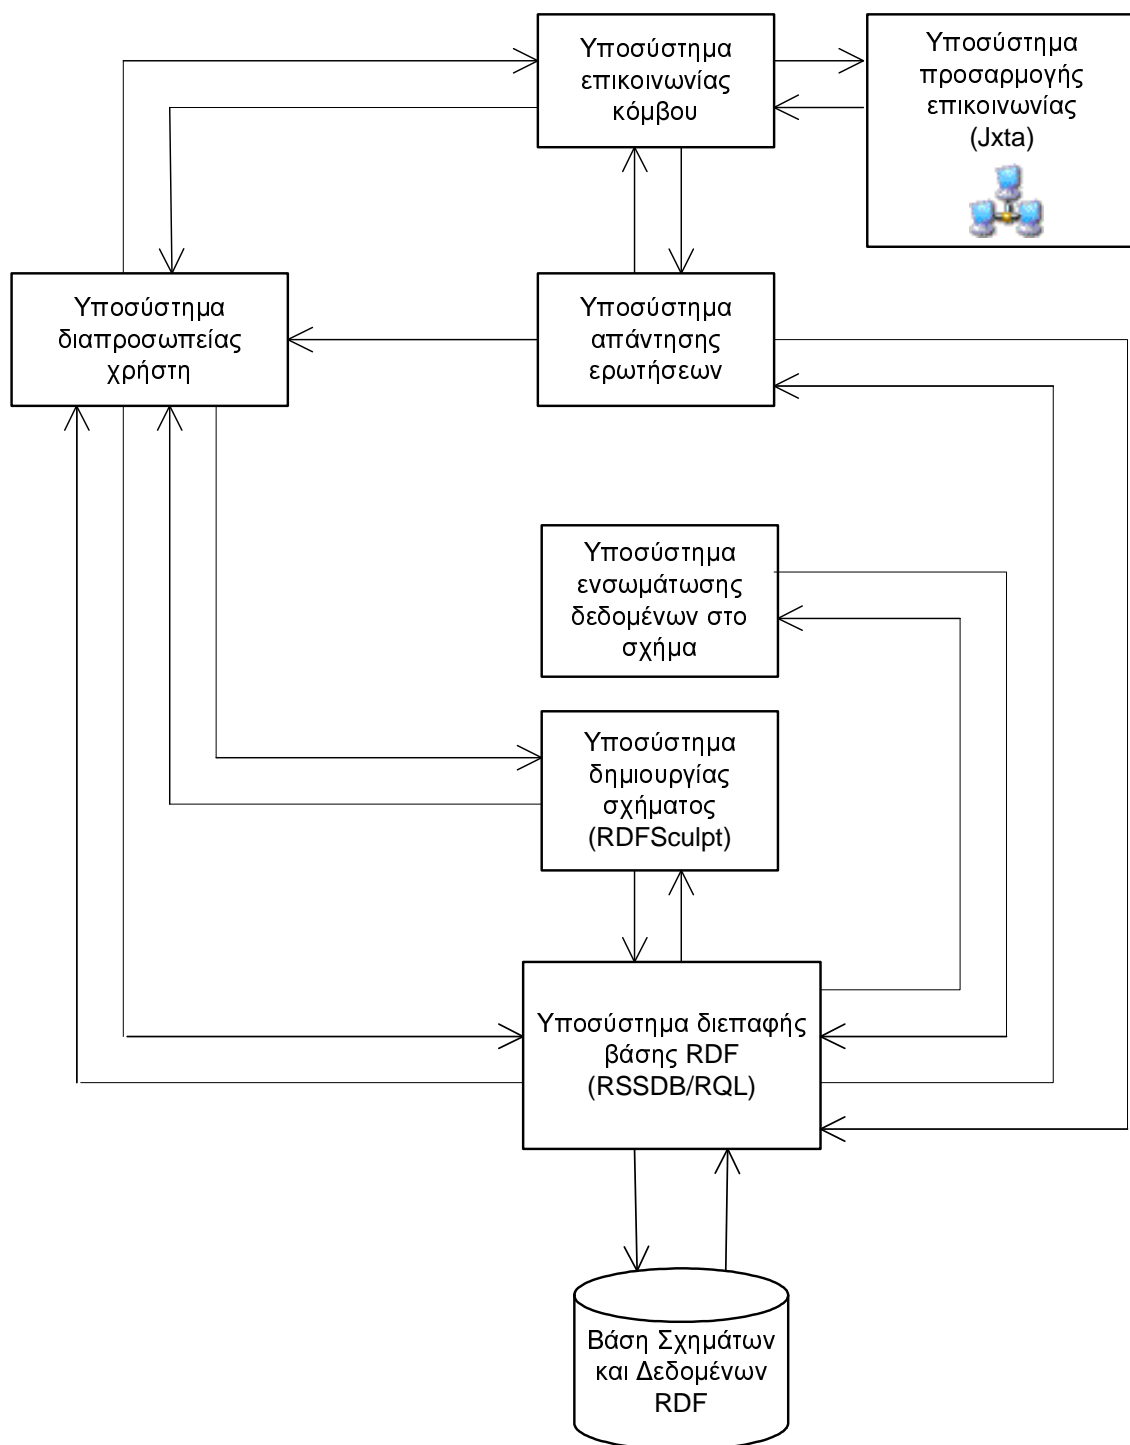 Υποσύστημα
επικοινωνίας
κόμβου
Υποσύστημα
προσαρμογής
επικοινωνίας
(Jxta)
Υποσύστημα
διαπροσωπείας
χρήστη
Υποσύστημα
απάντησης
ερωτήσεων
Υποσύστημα
ενσωμάτωσης
δεδομένων στο
σχήμα
Υποσύστημα
δημιουργίας
σχήματος
(RDFSculpt)
Υποσύστημα διεπαφής
βάσης RDF
(RSSDB/RQL)
Βάση Σχημάτων
και Δεδομένων
RDF